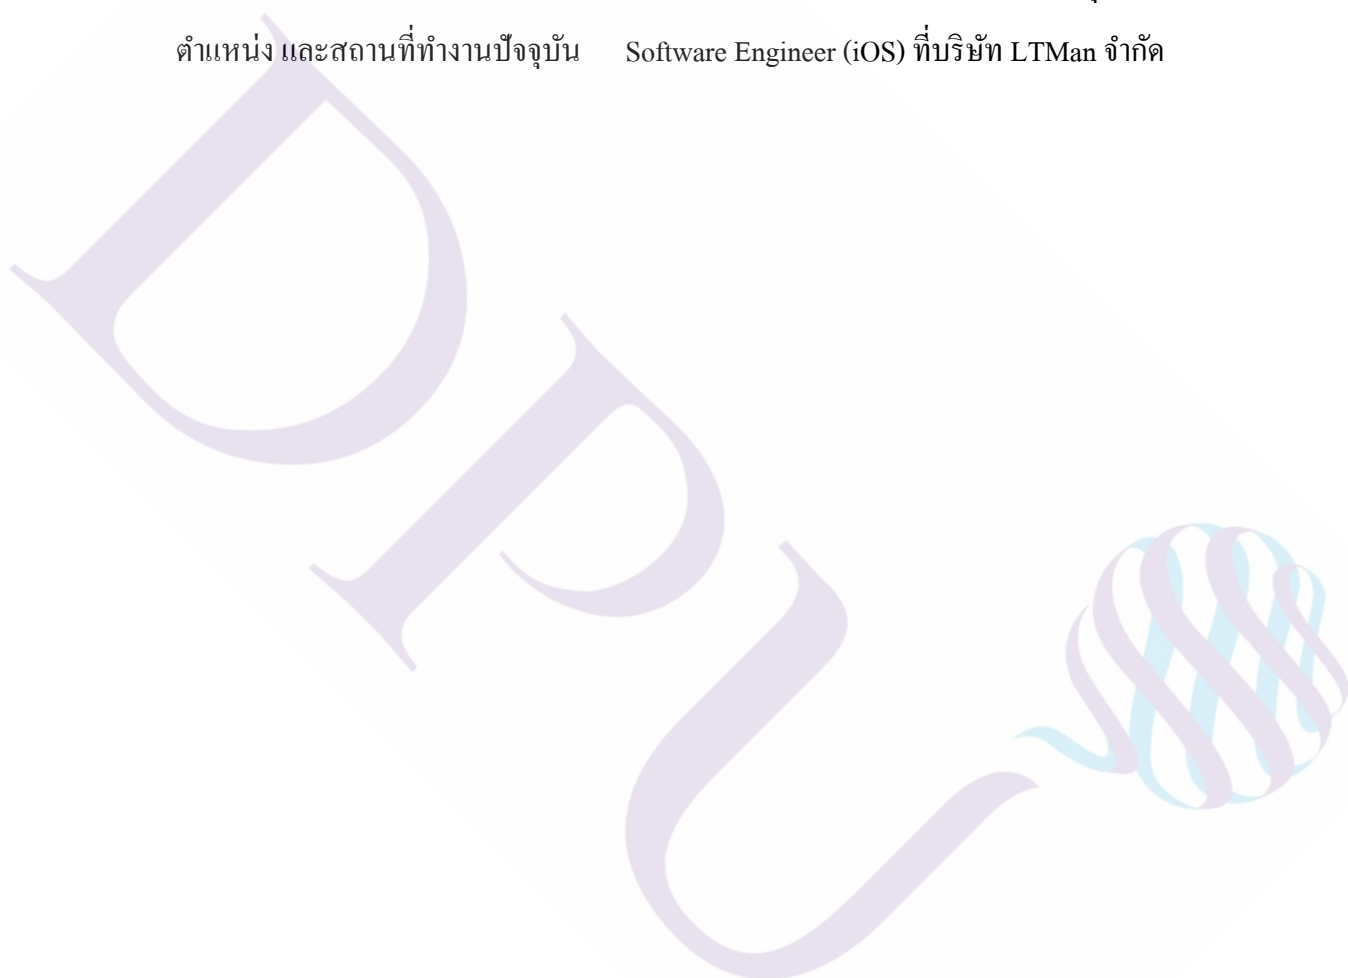 ตำแหน่ง และสถานที่ทำงานปัจจุบัน Software Engineer (iOS) ที่บริษัท LTMan จำกัด
DPU